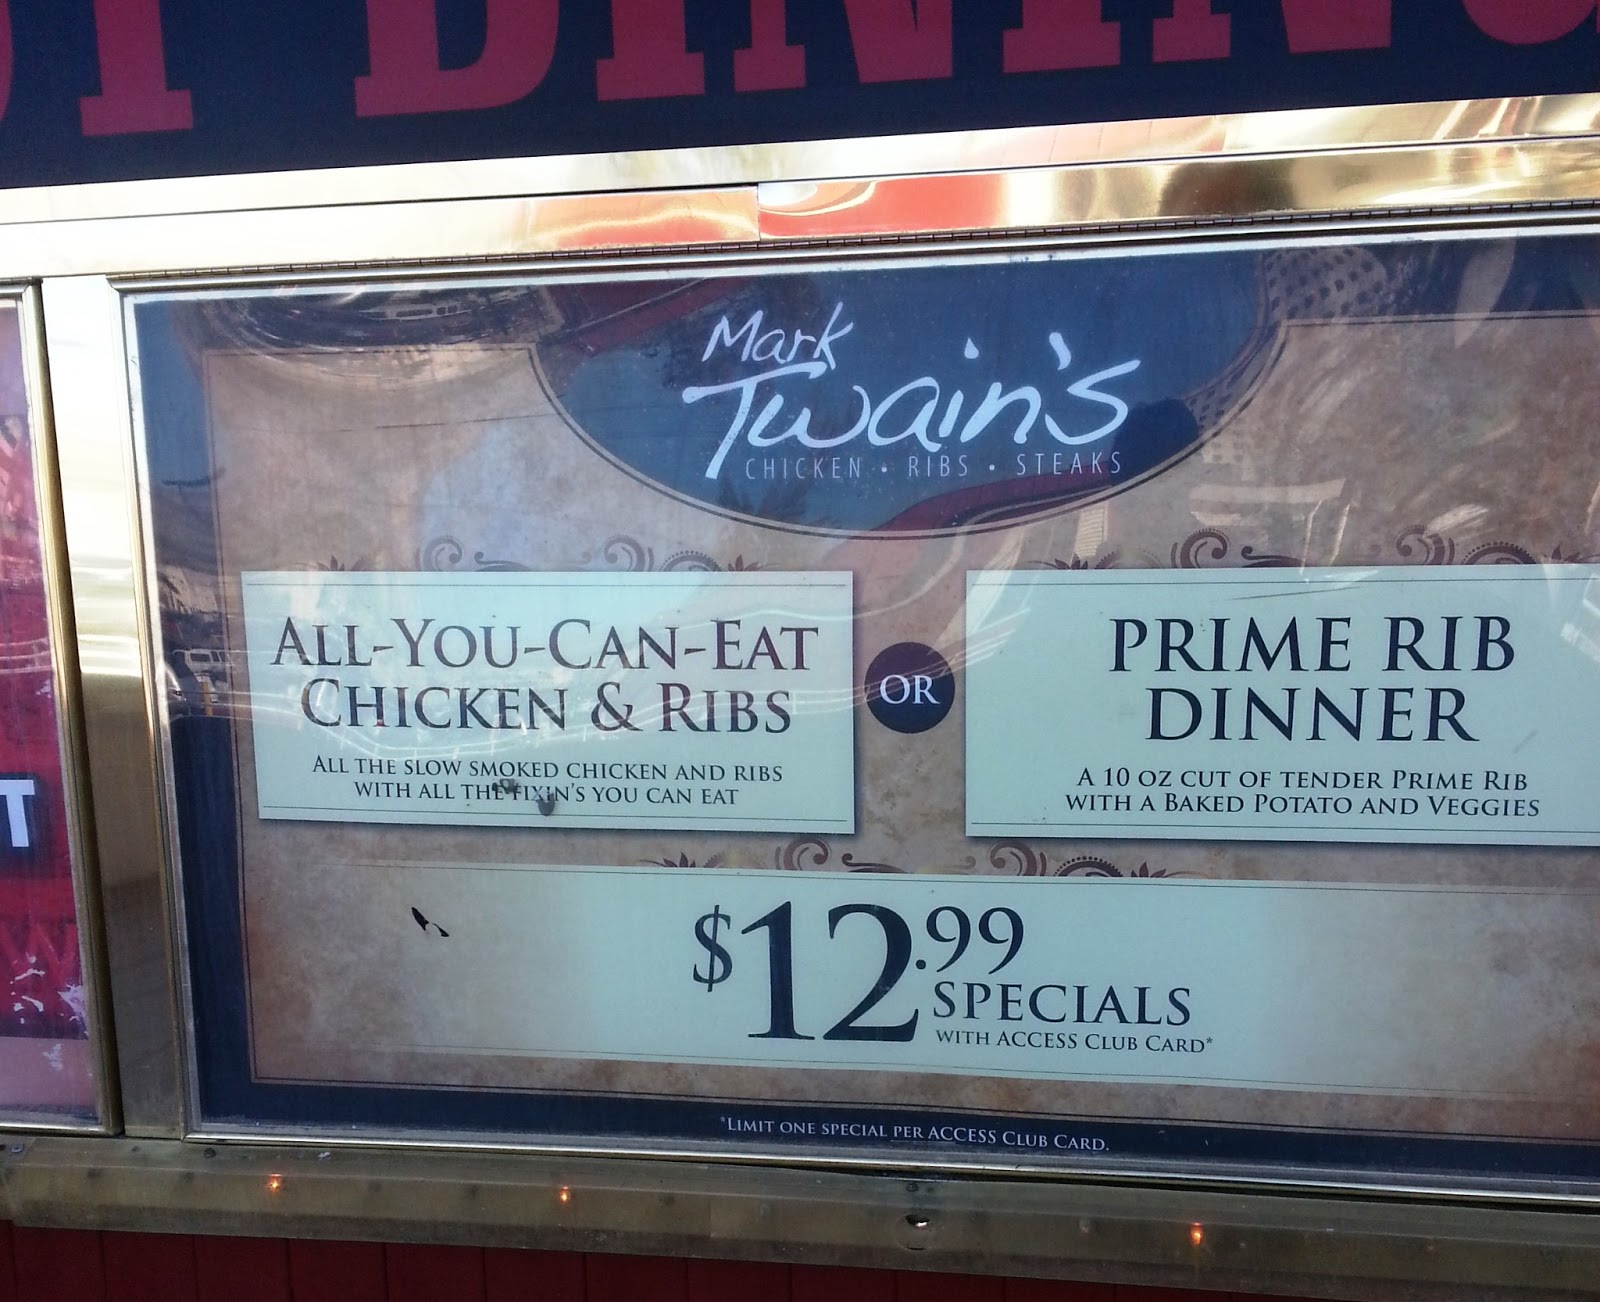 DINING
Mark
Twain's
CHICKEN • RIBS • STEAKS
ALL-YOU-CAN-EAT
CHICKEN & RIBS
ALL THE SLOW SMOKED CHICKEN AND RIBS
WITH ALL THE FIXIN'S YOU CAN EAT
OR
PRIME RIB
DINNER
A 10 OZ CUT OF TENDER PRIME RIB
WITH A BAKED POTATO AND VEGGIES
$12.99
SPECIALS
WITH ACCESS CLUB CARD*
*LIMIT ONE SPECIAL PER ACCESS CLUB CARD.